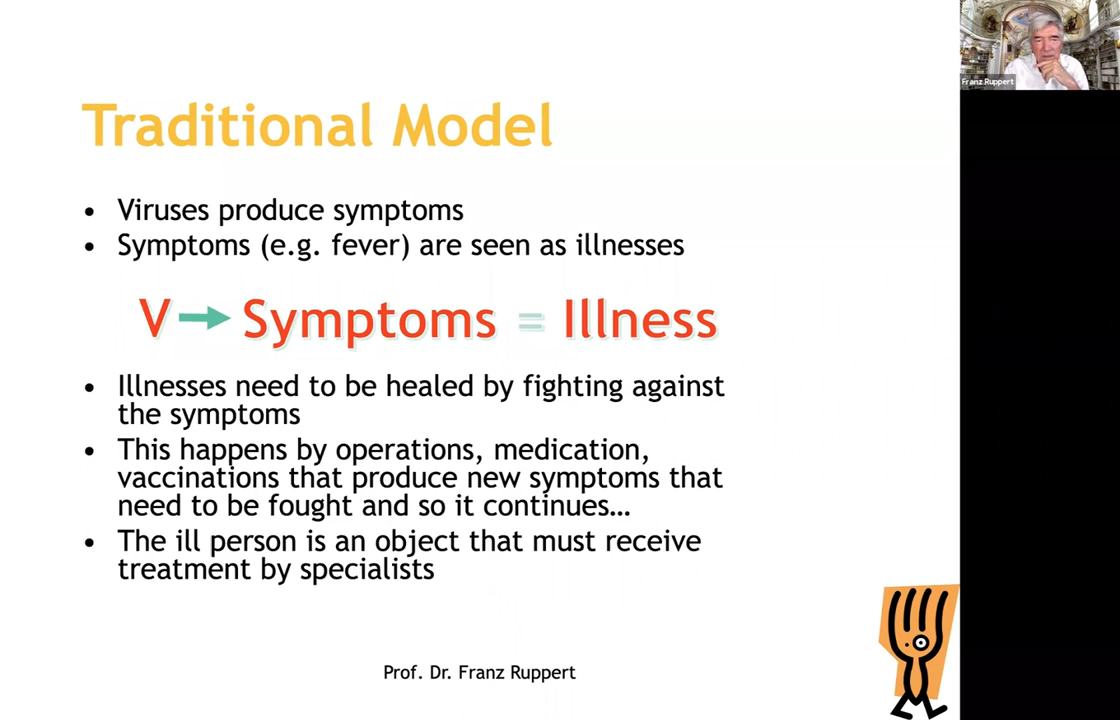 Franz Ruppert
Traditional Model
• Viruses produce symptoms
• Symptoms (e.g. fever) are seen as illnesses
V → Symptoms = Illness
• Illnesses need to be healed by fighting against
the symptoms
• This happens by operations, medication,
vaccinations that produce new symptoms that
need to be fought and so it continues…
• The ill person is an object that must receive
treatment by specialists
Prof. Dr. Franz Ruppert